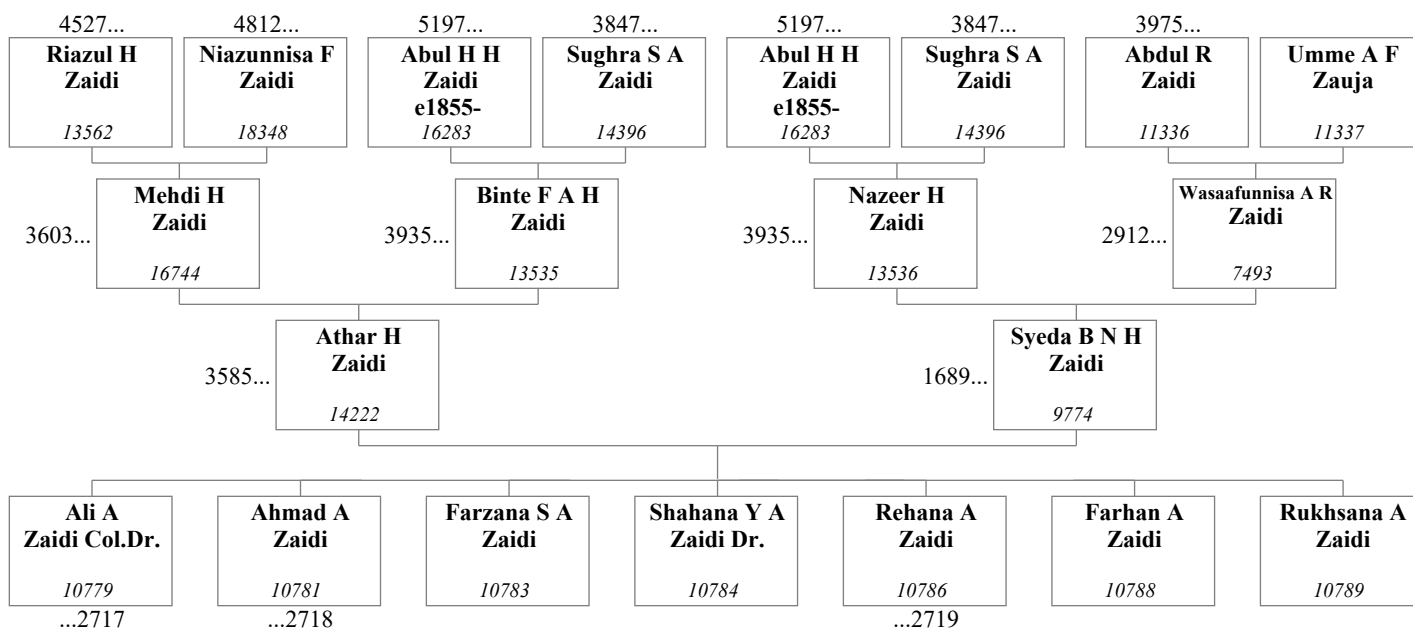 4527... 4812... 5197... 3847... 5197... 3847... 3975...
Riazul H
Zaidi
13562
Niazunnisa F
Zaidi
18348
Abul H H
Zaidi
e1855-
16283
Sughra S A
Zaidi
14396
Abul H H
Zaidi
e1855-
16283
Sughra S A
Zaidi
14396
Abdul R
Zaidi
11336
Umme A F
Zauja
11337
3603...
Mehdi H
Zaidi
16744
3935...
Binte F A H
Zaidi
13535
3935...
Nazeer H
Zaidi
13536
2912...
Wasaafunnisa A R
Zaidi
7493
3585...
Athar H
Zaidi
14222
1689...
Syeda B N H
Zaidi
9774
Ali A
Zaidi Col.Dr.
10779
...2717
Ahmad A
Zaidi
10781
...2718
Farzana S A
Zaidi
10783
Shahana Y A
Zaidi Dr.
10784
Rehana A
Zaidi
10786
...2719
Farhan A
Zaidi
10788
Rukhsana A
Zaidi
10789